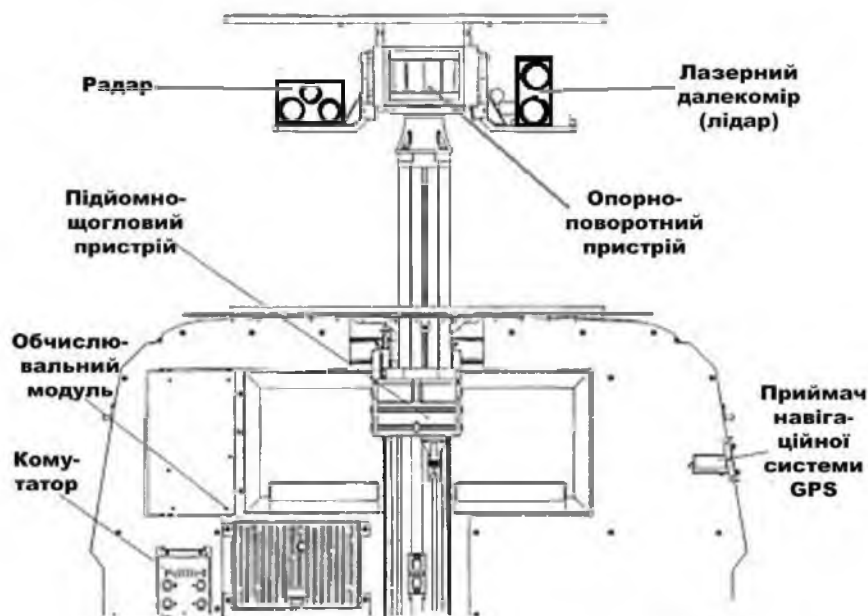 Радар
Лазерний
далекомір
(лідар)
Підйомно-
щогловий
пристрій
Опорно-
поворотний
пристрій
Обчислю-
вальний
модуль
Приймач
навіга-
ційної
системи
GPS
Кому-
татор